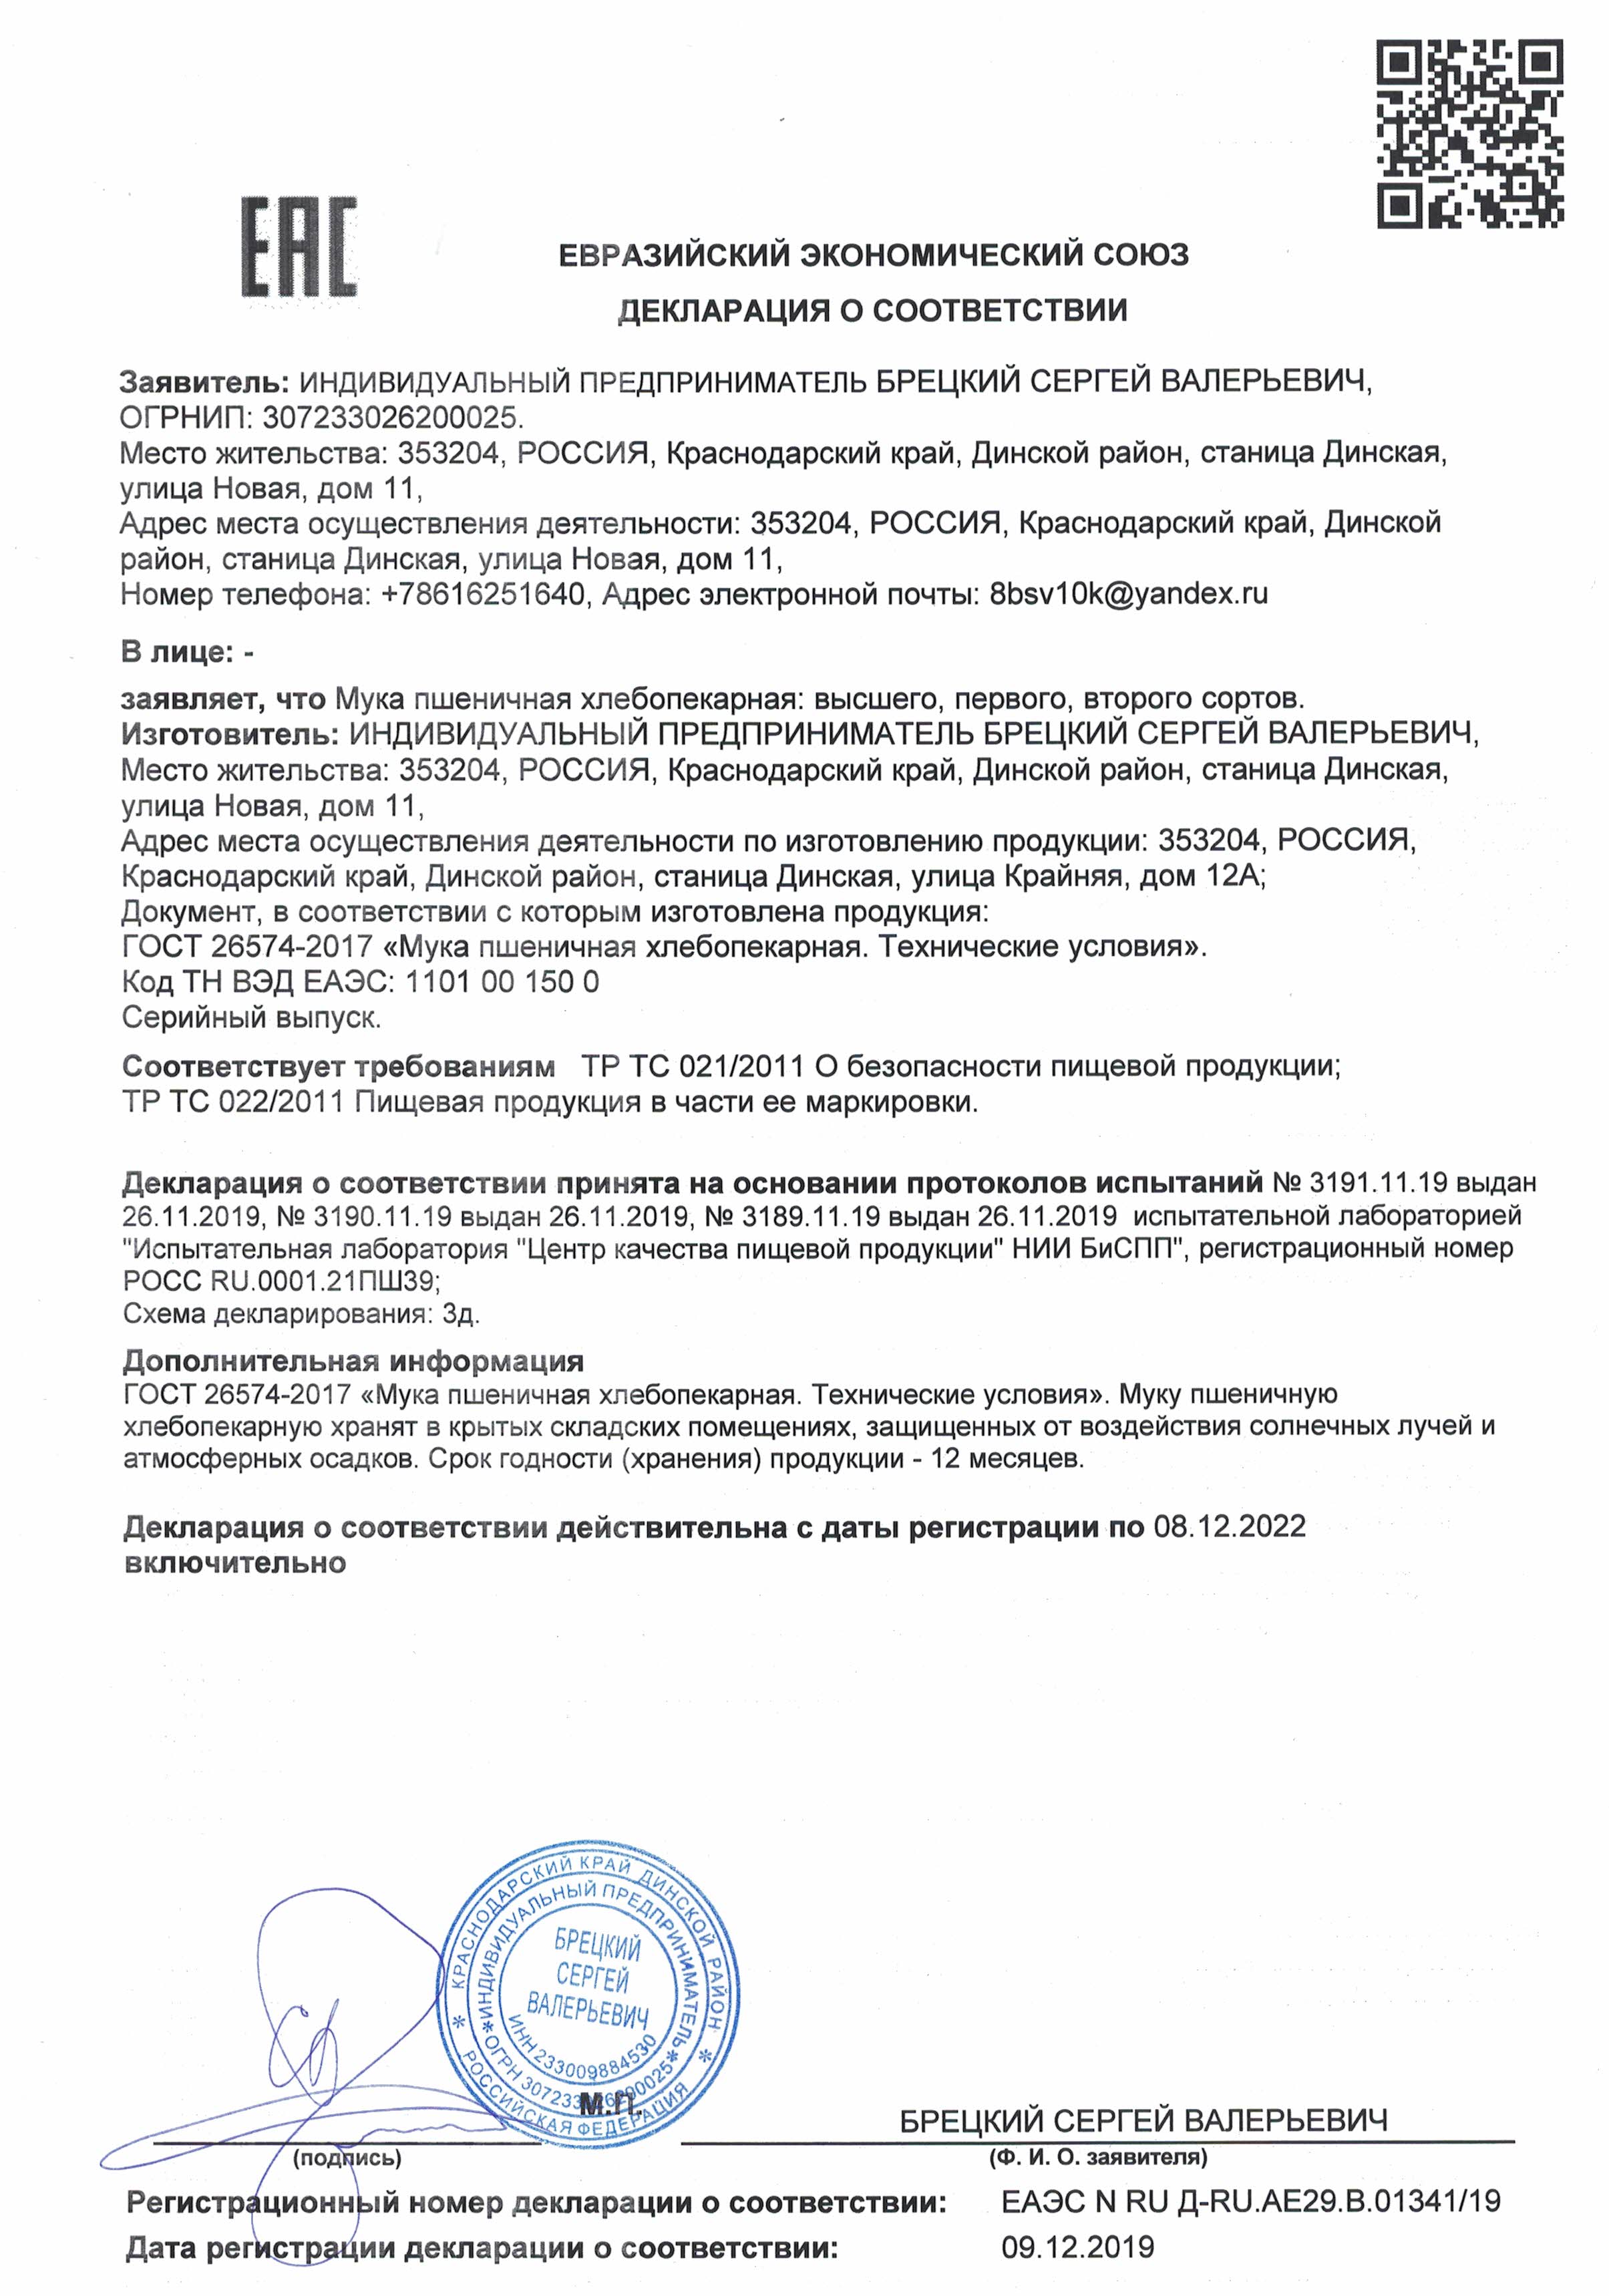 ЕАС
ЕВРАЗИЙСКИЙ ЭКОНОМИЧЕСКИЙ СОЮЗ
ДЕКЛАРАЦИЯ О СООТВЕТСТВИИ
Заявитель: ИНДИВИДУАЛЬНЫЙ ПРЕДПРИНИМАТЕЛЬ БРЕЦКИЙ СЕРГЕЙ ВАЛЕРЬЕВИЧ,
ОГРНИП: 307233026200025.
Место жительства: 353204, РОССИЯ, Краснодарский край, Динской район, станица Динская,
улица Новая, дом 11,
Адрес места осуществления деятельности: 353204, РОССИЯ, Краснодарский край, Динской
район, станица Динская, улица Новая, дом 11,
Номер телефона: +78616251640, Адрес электронной почты: 8bsv10k@yandex.ru
В лице: -
заявляет, что Мука пшеничная хлебопекарная: высшего, первого, второго сортов.
Изготовитель: ИНДИВИДУАЛЬНЫЙ ПРЕДПРИНИМАТЕЛЬ БРЕЦКИЙ СЕРГЕЙ ВАЛЕРЬЕВИЧ,
Место жительства: 353204, РОССИЯ, Краснодарский край, Динской район, станица Динская,
улица Новая, дом 11,
Адрес места осуществления деятельности по изготовлению продукции: 353204, РОССИЯ,
Краснодарский край, Динской район, станица Динская, улица Крайняя, дом 12А;
Документ, в соответствии с которым изготовлена продукция:
ГОСТ 26574-2017 «Мука пшеничная хлебопекарная. Технические условия».
Код ТН ВЭД ЕАЭС: 1101 00 150 0
Серийный выпуск.
Соответствует требованиям ТР ТС 021/2011 О безопасности пищевой продукции;
ТР ТС 022/2011 Пищевая продукция в части ее маркировки.
Декларация о соответствии принята на основании протоколов испытаний № 3191.11.19 выдан
26.11.2019, № 3190.11.19 выдан 26.11.2019, № 3189.11.19 выдан 26.11.2019 испытательной лабораторией
"Испытательная лаборатория "Центр качества пищевой продукции" НИИ БиСПП", регистрационный номер
РОСС RU.0001.21ПШ39;
Схема декларирования: 3д.
Дополнительная информация
ГОСТ 26574-2017 «Мука пшеничная хлебопекарная. Технические условия». Муку пшеничную
хлебопекарную хранят в крытых складских помещениях, защищенных от воздействия солнечных лучей и
атмосферных осадков. Срок годности (хранения) продукции - 12 месяцев.
Декларация о соответствии действительна с даты регистрации по 08.12.2022
включительно
КРАСНОДАРСКИЙ КРАЙ ДИНСКОЙ РАЙОН
ИНДИВИДУАЛЬНЫЙ ПРЕДПРИНИМАТЕЛЬ
БРЕЦКИЙ
СЕРГЕЙ
ВАЛЕРЬЕВИЧ
ИНН 233009884530
ОГРН 307233026200025
РОССИЙСКАЯ ФЕДЕРАЦИЯ
М.П.
БРЕЦКИЙ СЕРГЕЙ ВАЛЕРЬЕВИЧ
(подпись) (Ф. И. О. заявителя)
Регистрационный номер декларации о соответствии: ЕАЭС N RU Д-RU.АЕ29.В.01341/19
Дата регистрации декларации о соответствии: 09.12.2019